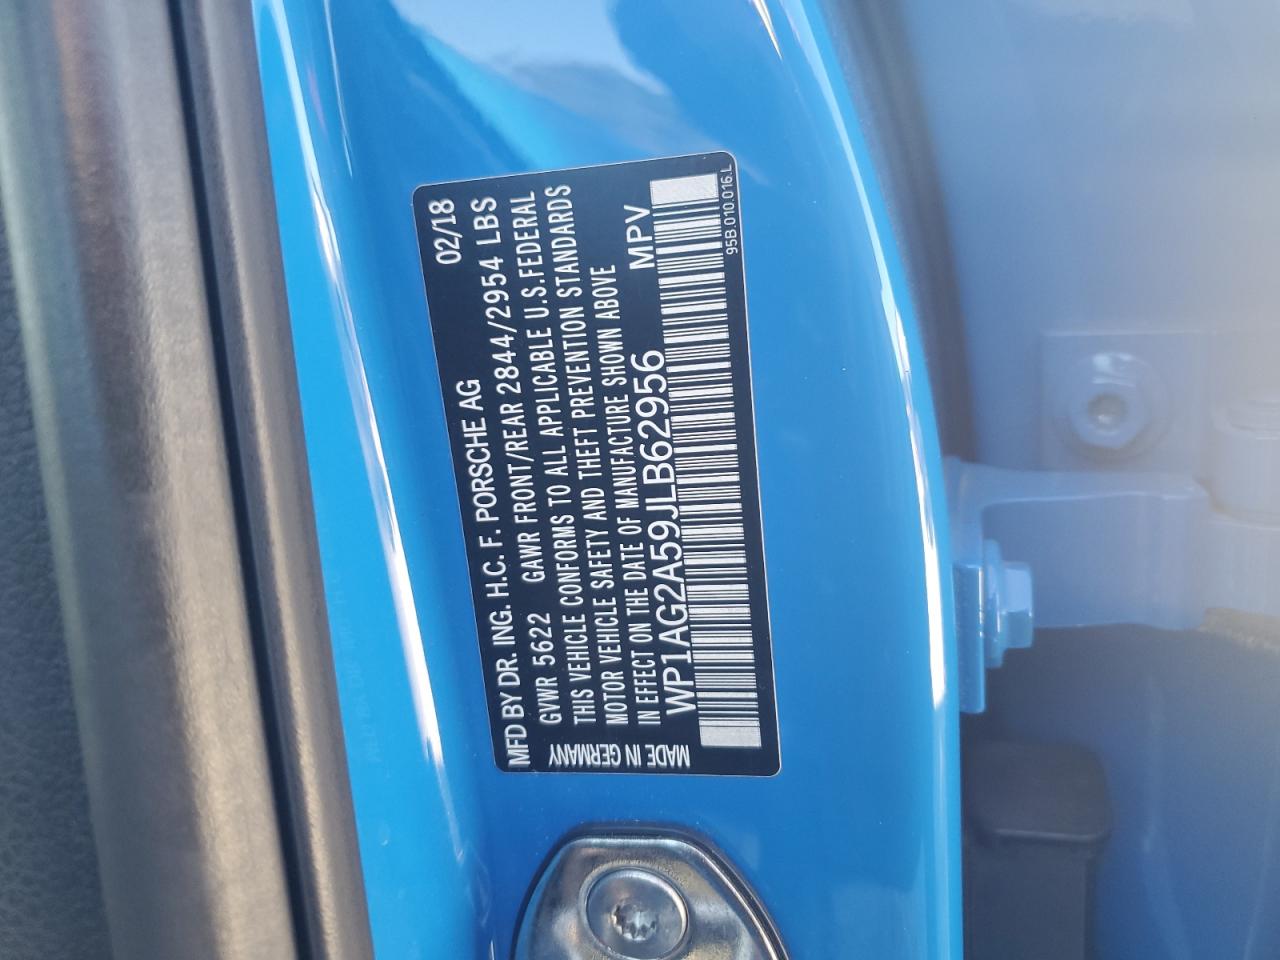 MFD BY DR. ING. H.C. F. PORSCHE AG 02/18
GVWR 5622 GAWR FRONT/REAR 2844/2954 LBS
THIS VEHICLE CONFORMS TO ALL APPLICABLE U.S.FEDERAL
MOTOR VEHICLE SAFETY AND THEFT PREVENTION STANDARDS
IN EFFECT ON THE DATE OF MANUFACTURE SHOWN ABOVE
WP1AG2A59JLB62956 MPV
MADE IN GERMANY
95B.010.016.L